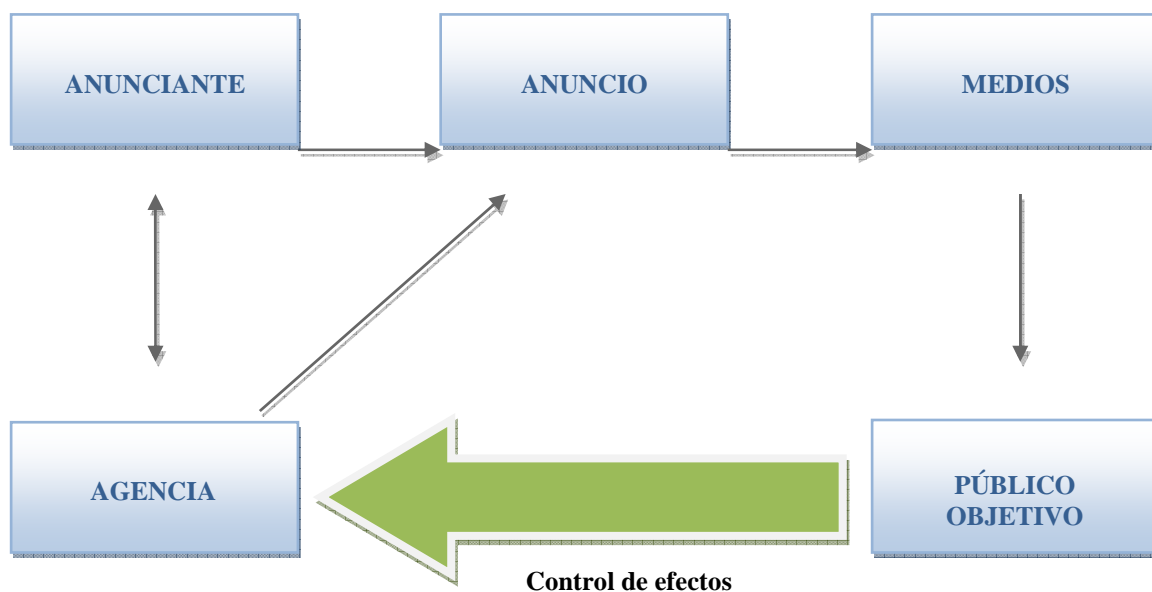 ANUNCIANTE
ANUNCIO
MEDIOS
AGENCIA
PÚBLICO
OBJETIVO
Control de efectos